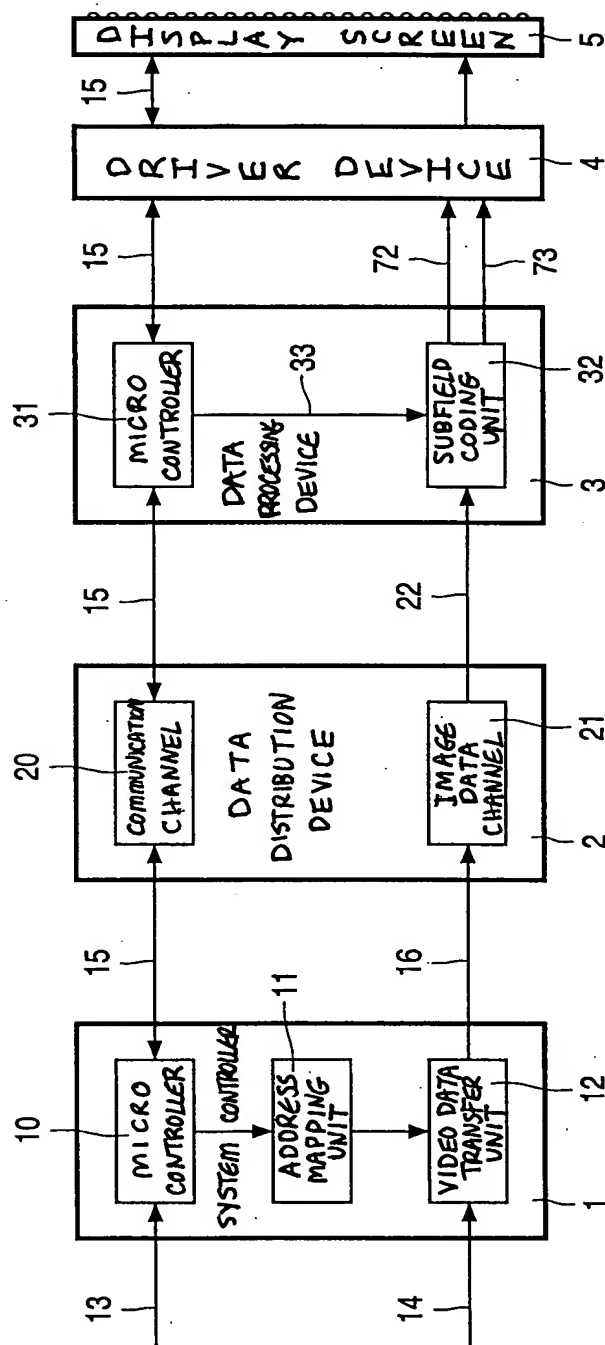 13
14
10
MICRO
CONTROLLER
SYSTEM CONTROLLER
11
ADDRESS
MAPPING
UNIT
VIDEO DATA
TRANSFER
UNIT
12
1
15
16
20
COMMUNICATION
CHANNEL
DATA
DISTRIBUTION
DEVICE
IMAGE
DATA
CHANNEL
21
2
15
22
31
MICRO
CONTROLLER
33
DATA
PROCESSING
DEVICE
SUBFIELD
CODING
UNIT
32
3
15
72
73
DRIVER DEVICE
4
15
DISPLAY SCREEN
5